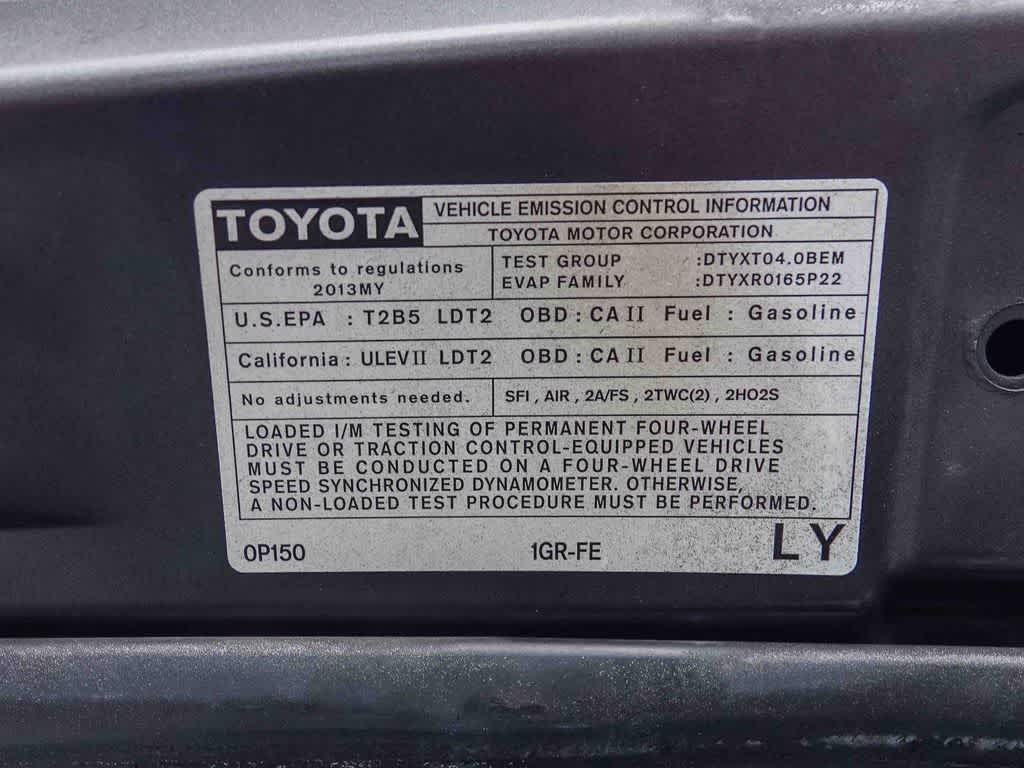 TOYOTA VEHICLE EMISSION CONTROL INFORMATION
TOYOTA MOTOR CORPORATION
Conforms to regulations
2013MY
TEST GROUP :DTYXT04.0BEM
EVAP FAMILY :DTYXR0165P22
U.S.EPA : T2B5 LDT2 OBD : CA II Fuel : Gasoline
California : ULEV II LDT2 OBD : CA II Fuel : Gasoline
No adjustments needed. SFI , AIR , 2A/FS , 2TWC(2) , 2HO2S
LOADED I/M TESTING OF PERMANENT FOUR-WHEEL
DRIVE OR TRACTION CONTROL-EQUIPPED VEHICLES
MUST BE CONDUCTED ON A FOUR-WHEEL DRIVE
SPEED SYNCHRONIZED DYNAMOMETER. OTHERWISE,
A NON-LOADED TEST PROCEDURE MUST BE PERFORMED.
0P150 1GR-FE LY